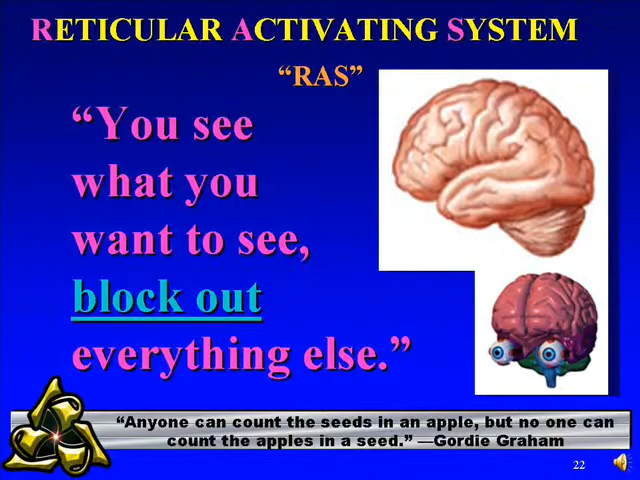 RETICULAR ACTIVATING SYSTEM
“RAS”
“You see
what you
want to see,
block out
everything else.”
“Anyone can count the seeds in an apple, but no one can
count the apples in a seed.” —Gordie Graham
22